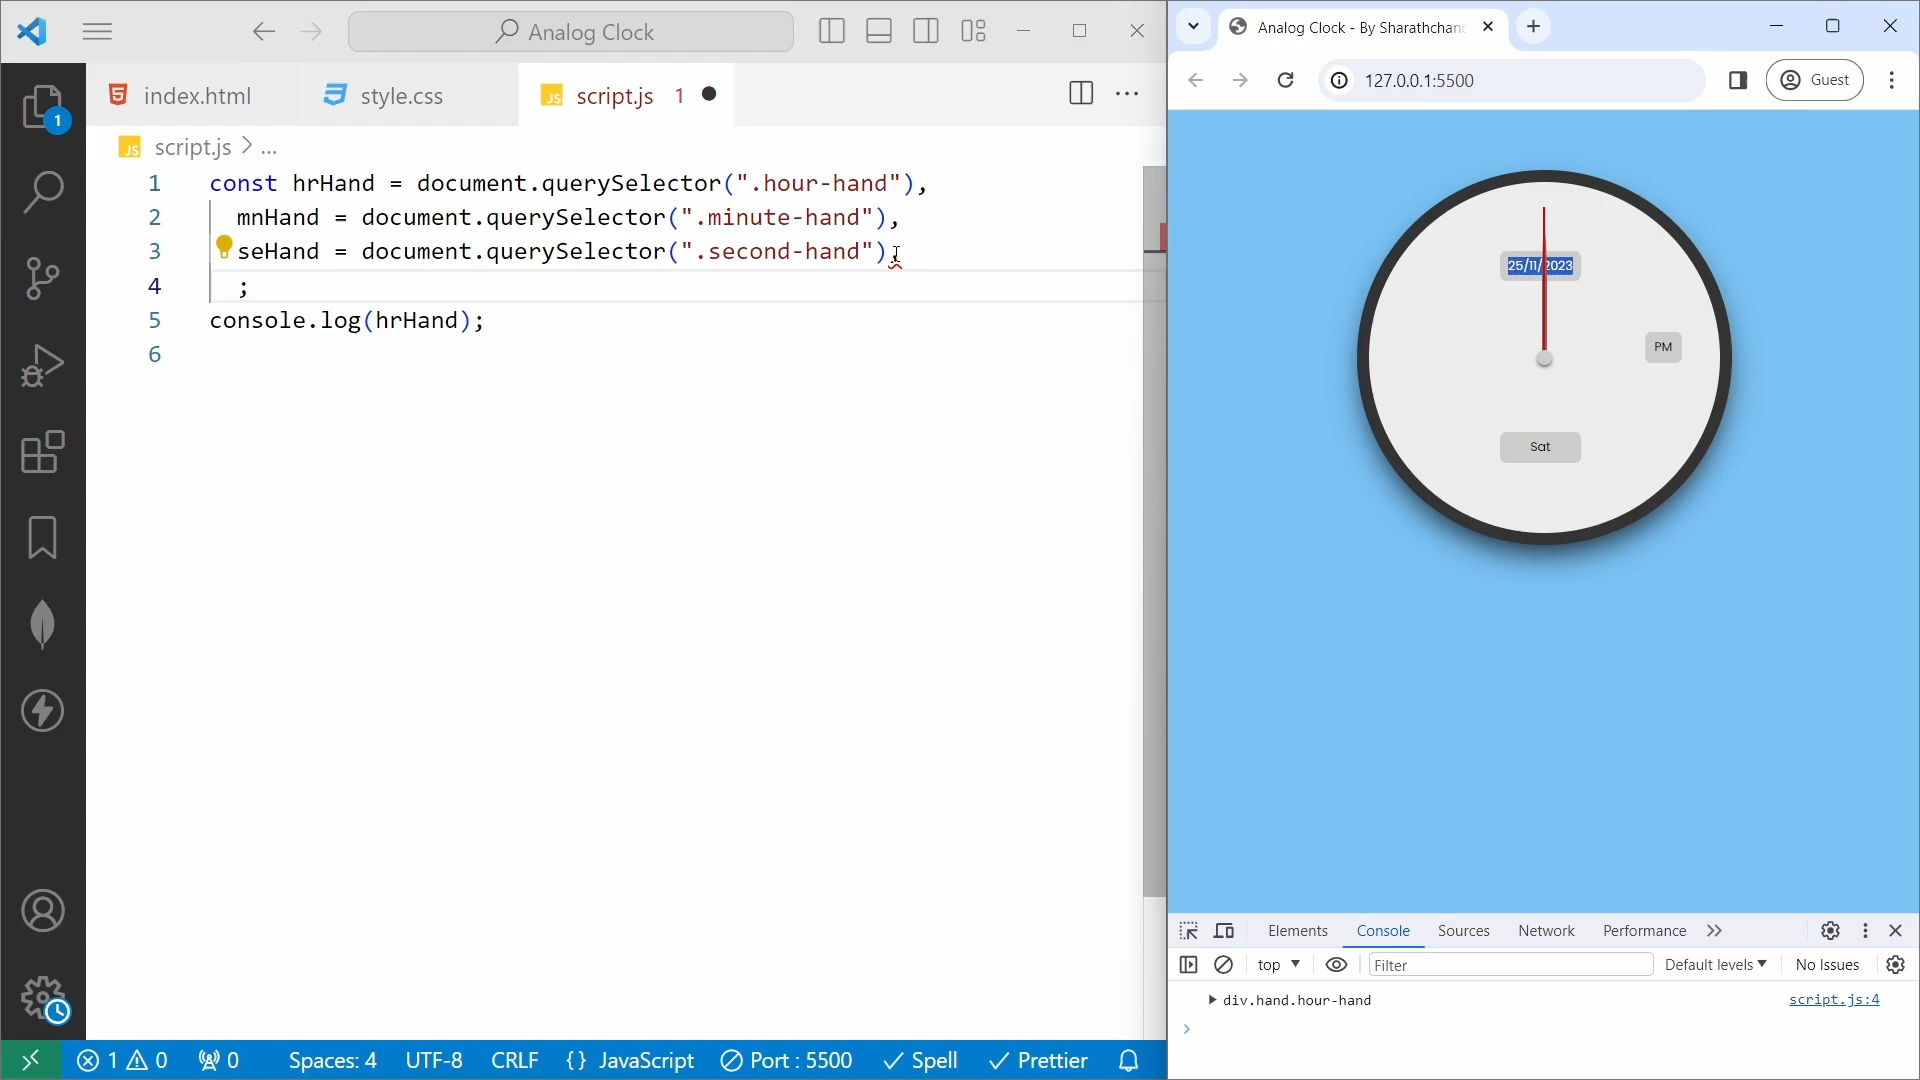 Analog Clock
index.html
style.css
JS script.js 1
1
JS script.js > ...
1 const hrHand = document.querySelector(".hour-hand"),
2 mnHand = document.querySelector(".minute-hand"),
3 seHand = document.querySelector(".second-hand"),
4 ;
5 console.log(hrHand);
6
1 0 0 Spaces: 4 UTF-8 CRLF {} JavaScript Port : 5500 Spell Prettier
Analog Clock - By Sharathchand
127.0.0.1:5500
Guest
25/11/2023
PM
Sat
Elements Console Sources Network Performance
top Filter Default levels No Issues
div.hand.hour-hand script.js:4